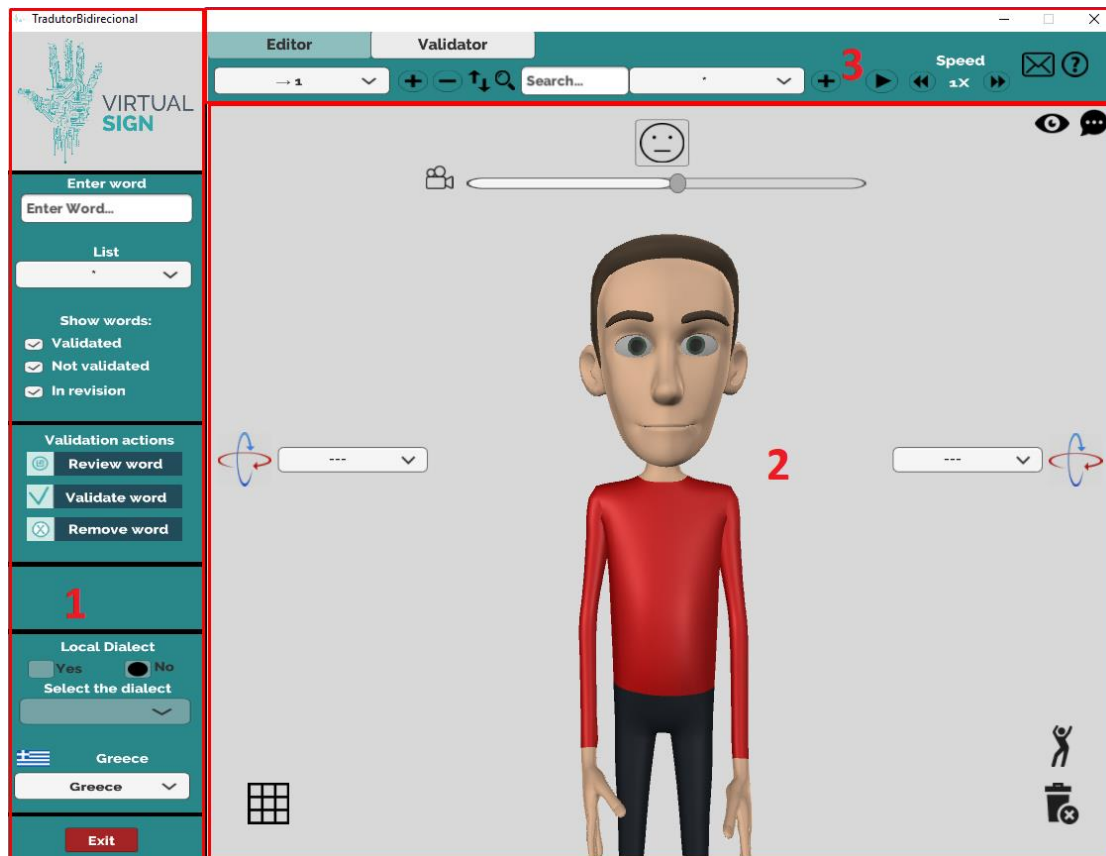 TradutorBidirecional
VIRTUAL
SIGN
Enter word
Enter Word...
List
*
Show words:
Validated
Not validated
In revision
Validation actions
Review word
Validate word
Remove word
1
Local Dialect
Yes No
Select the dialect
Greece
Greece
Exit
Editor Validator
→ 1 Search... * 3 Speed
1X
--- 2 ---